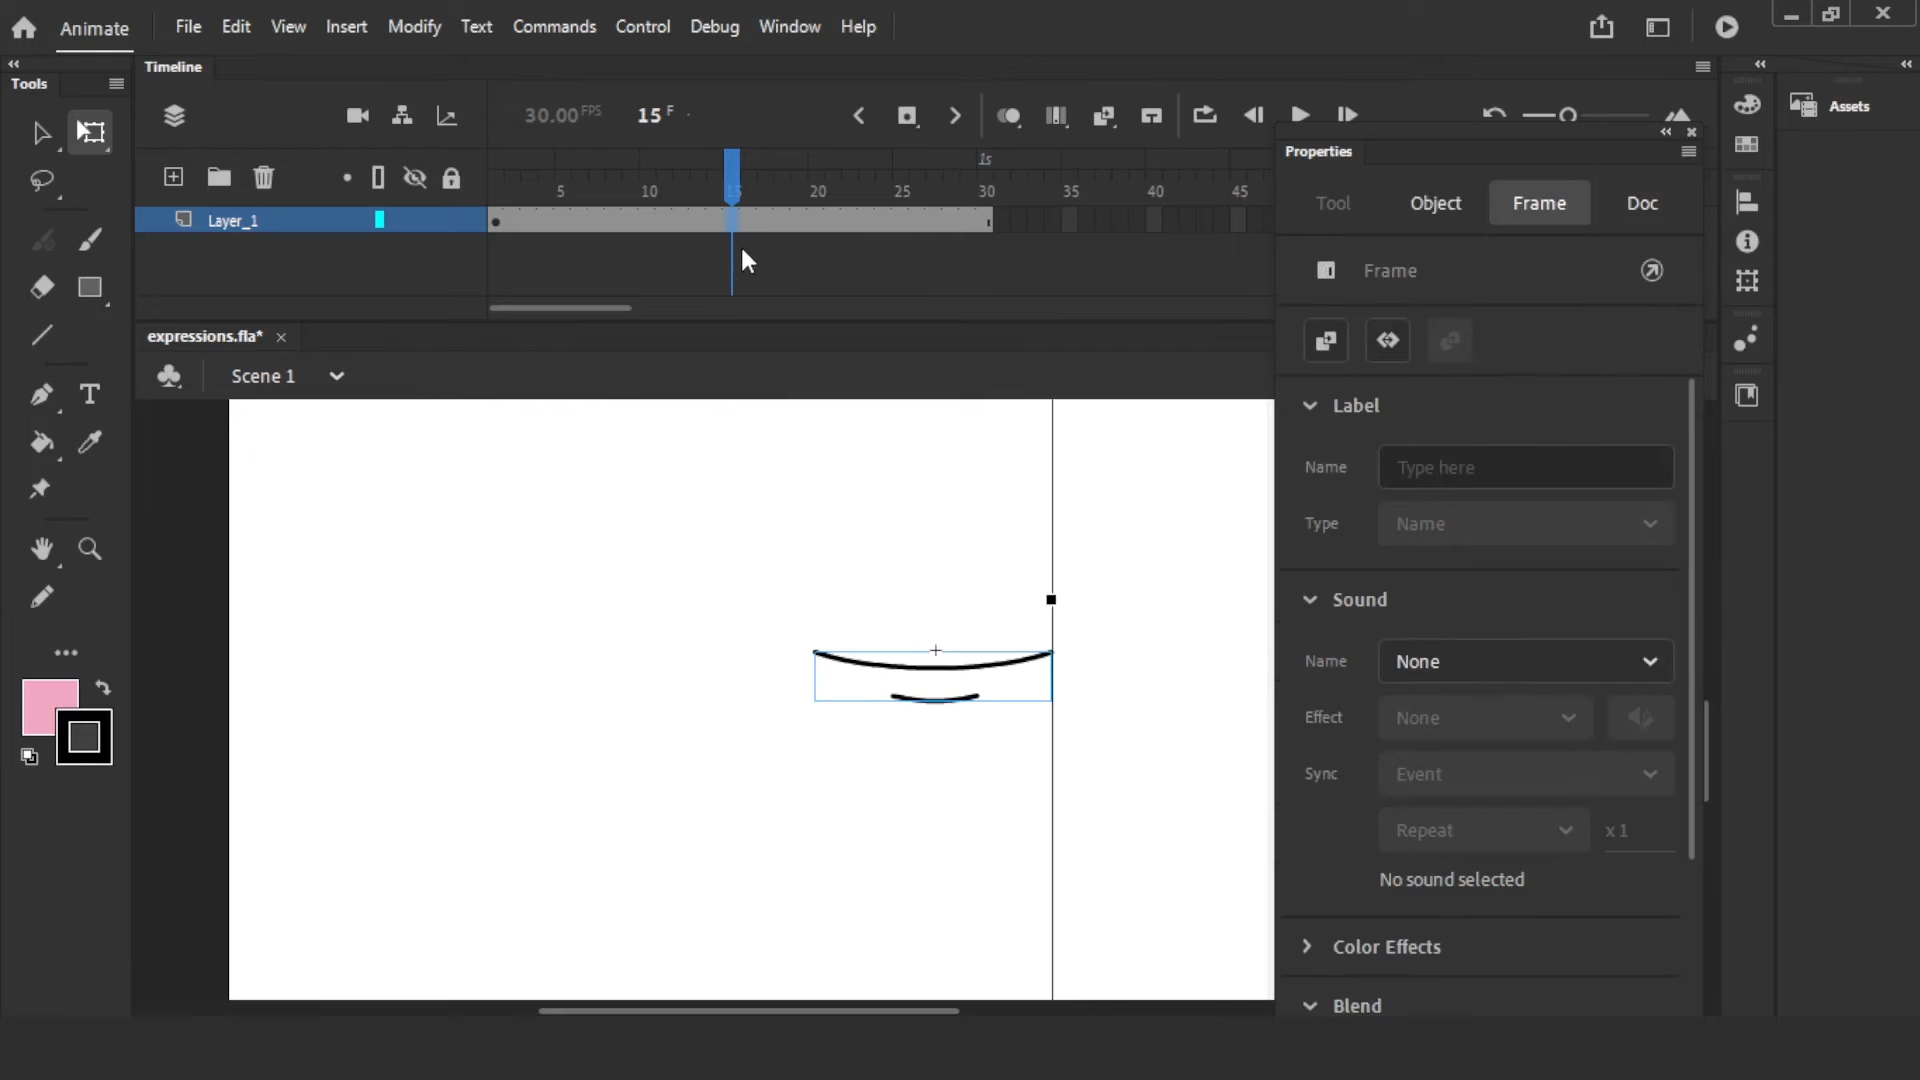 Animate File Edit View Insert Modify Text Commands Control Debug Window Help
Timeline
Tools
30.00 FPS 15 F
Assets
Properties
1s
5 10 15 20 25 30 35 40 45
Tool Object Frame Doc
Layer_1
Frame
expressions.fla*
Scene 1
Label
Name Type here
Type Name
Sound
Name None
Effect None
Sync Event
Repeat x 1
No sound selected
Color Effects
Blend